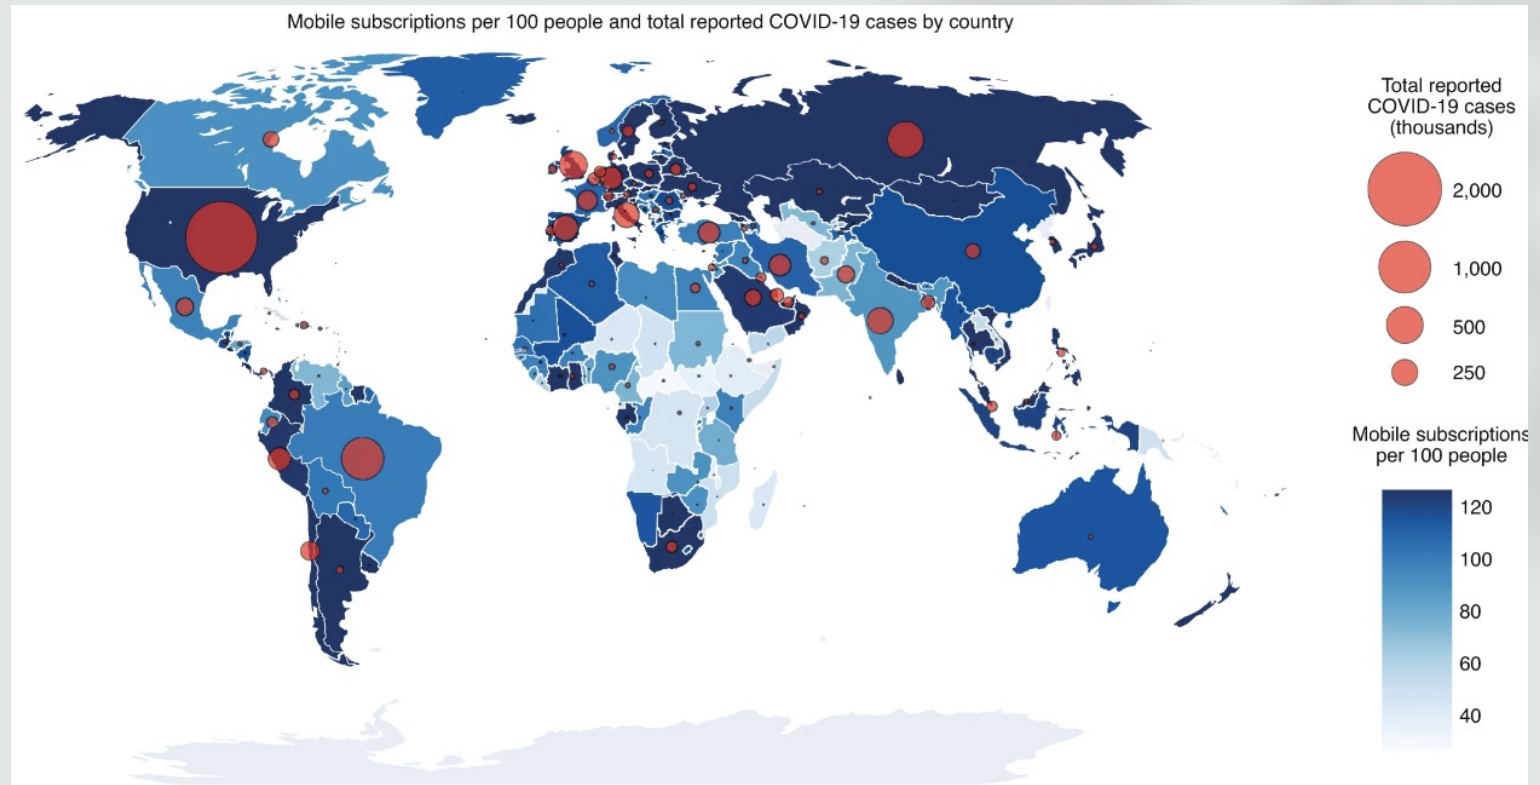 Mobile subscriptions per 100 people and total reported COVID-19 cases by country
Total reported
COVID-19 cases
(thousands)
2,000
1,000
500
250
Mobile subscriptions
per 100 people
120
100
80
60
40